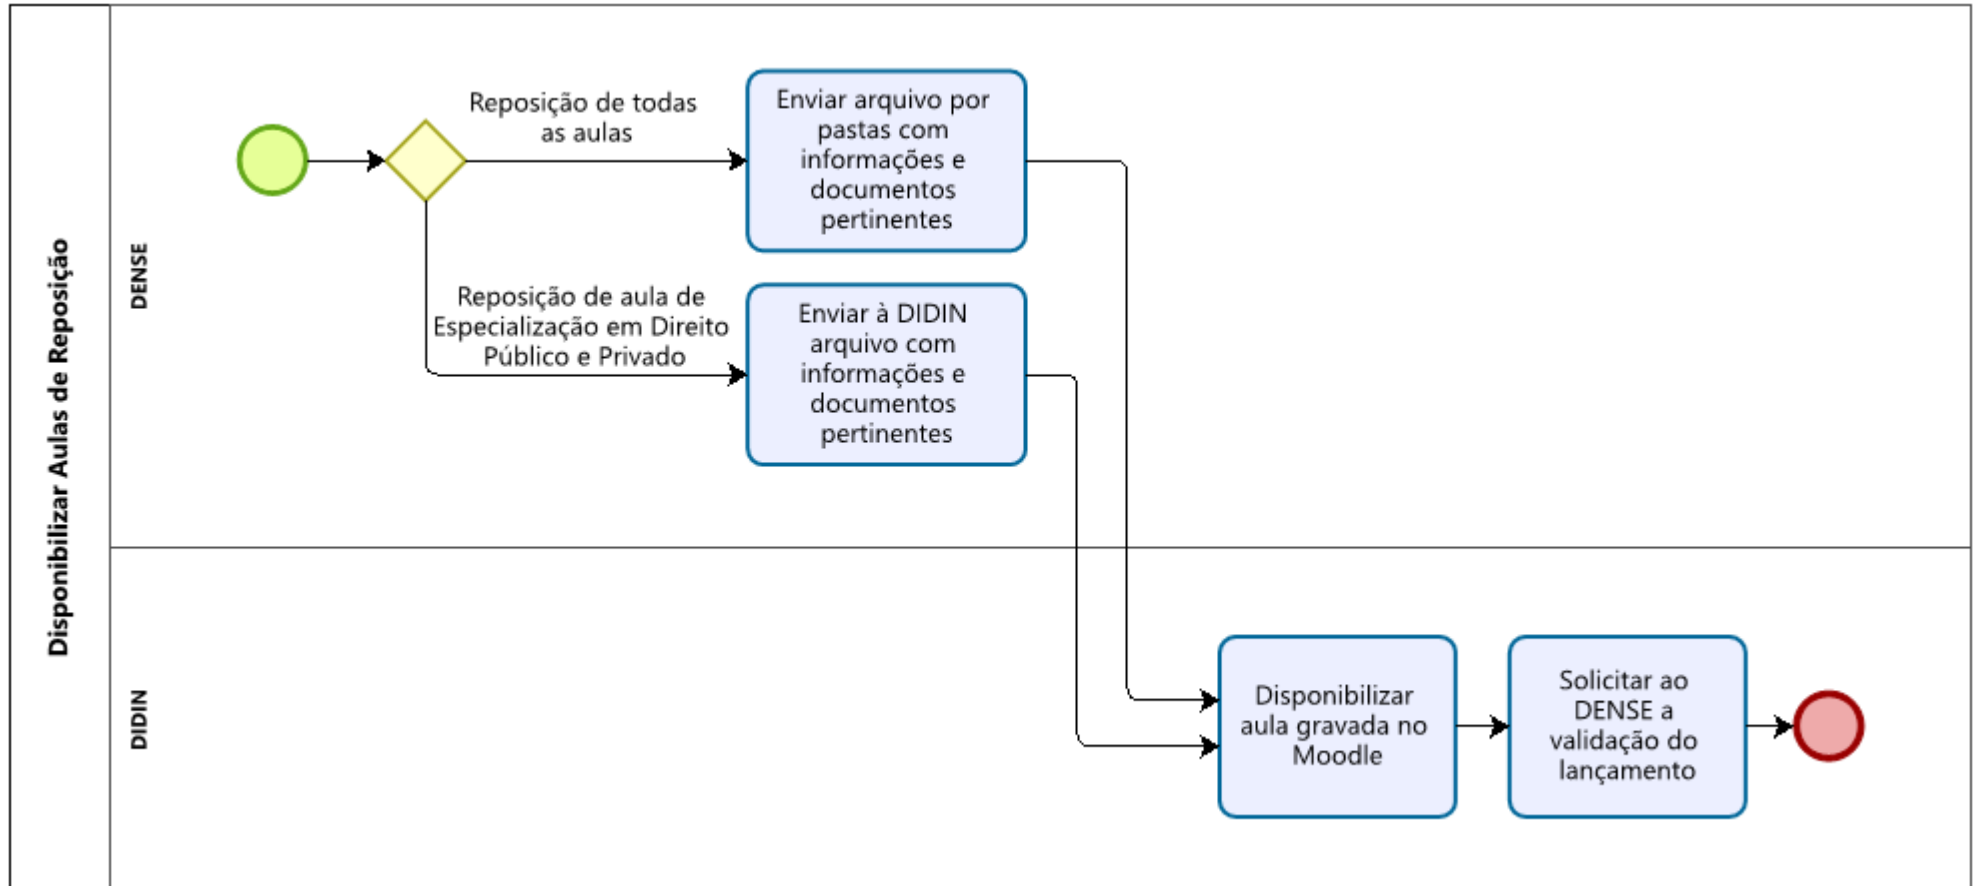 Disponibilizar Aulas de Reposição
DENSE
Reposição de todas
as aulas
Enviar arquivo por
pastas com
informações e
documentos
pertinentes
Reposição de aula de
Especialização em Direito
Público e Privado
Enviar à DIDIN
arquivo com
informações e
documentos
pertinentes
DIDIN
Disponibilizar
aula gravada no
Moodle
Solicitar ao
DENSE a
validação do
lançamento